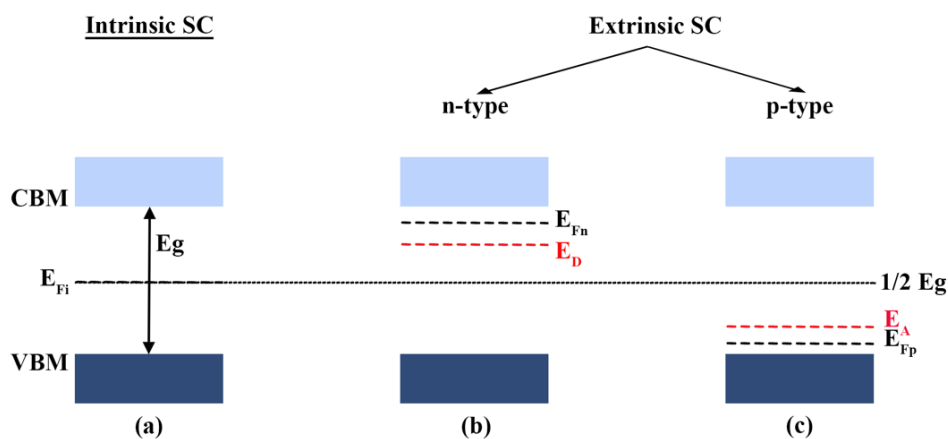 Intrinsic SC
Extrinsic SC
n-type
p-type
CBM
Eg
E_Fn
E_D
E_Fi
1/2 Eg
E_A
E_Fp
VBM
(a)
(b)
(c)